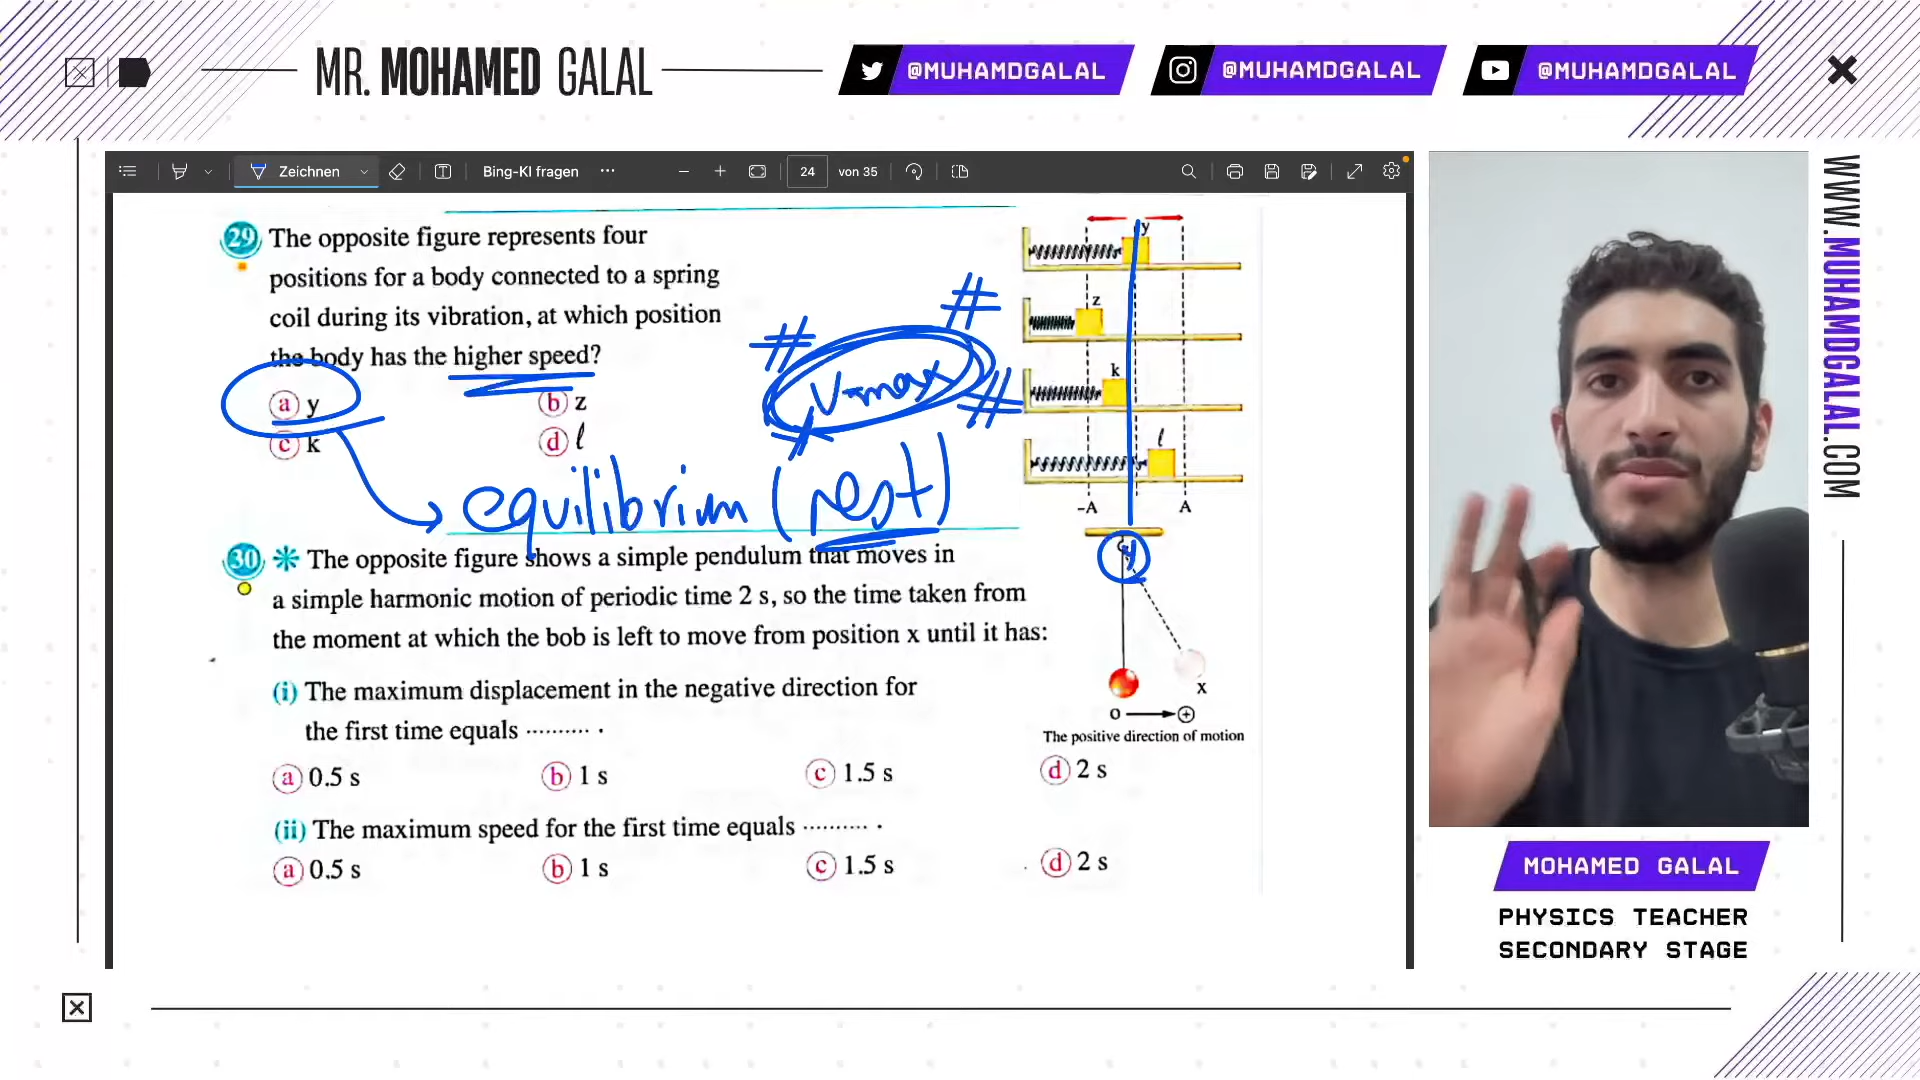 MR. MOHAMED GALAL
@MUHAMDGALAL
@MUHAMDGALAL
@MUHAMDGALAL
Zeichnen
Bing-KI fragen
24
von 35
29 The opposite figure represents four
positions for a body connected to a spring
coil during its vibration, at which position
the body has the higher speed?
a y
b z
c k
d l
V-max
equilibrium (rest)
y
z
k
l
-A
A
y
30 * The opposite figure shows a simple pendulum that moves in
a simple harmonic motion of periodic time 2 s, so the time taken from
the moment at which the bob is left to move from position x until it has:
(i) The maximum displacement in the negative direction for
the first time equals .......... .
a 0.5 s
b 1 s
c 1.5 s
d 2 s
(ii) The maximum speed for the first time equals .......... .
a 0.5 s
b 1 s
c 1.5 s
d 2 s
x
o
+
The positive direction of motion
WWW.MUHAMDGALAL.COM
MOHAMED GALAL
PHYSICS TEACHER
SECONDARY STAGE